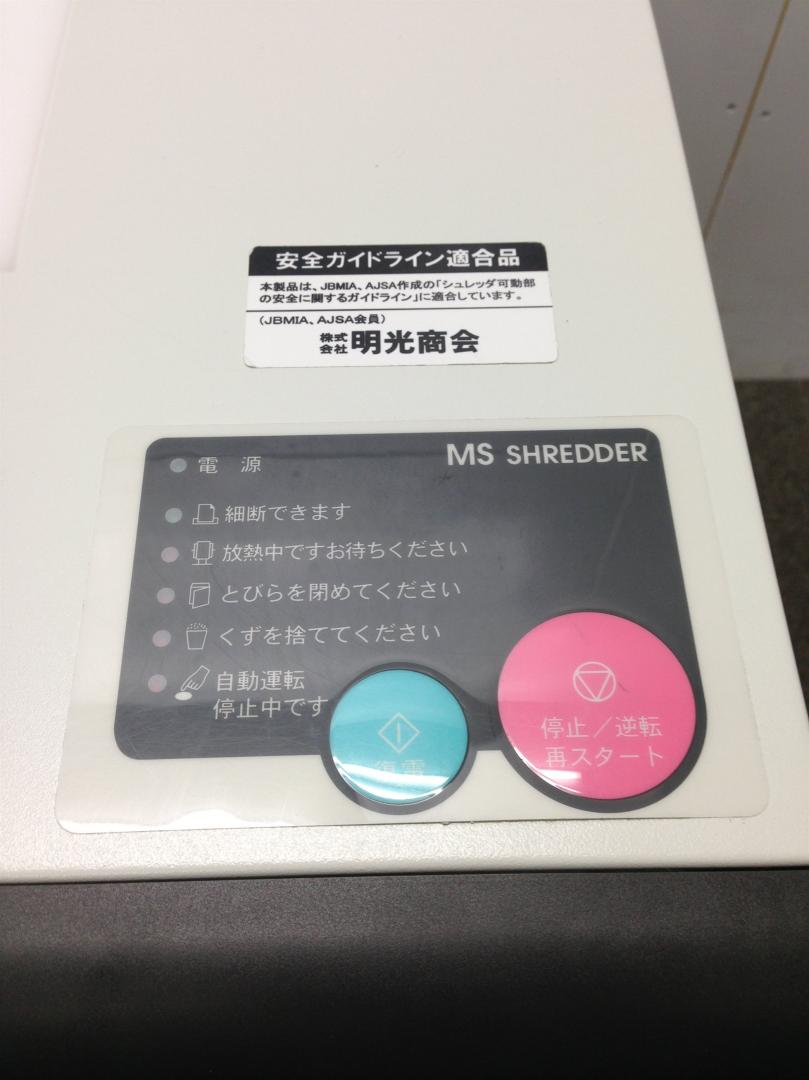 安全ガイドライン適合品
本製品は、JBMIA、AJSA作成の「シュレッダ可動部
の安全に関するガイドライン」に適合しています。
(JBMIA、AJSA会員)
株式会社 明光商会
MS SHREDDER
電 源
細断できます
放熱中ですお待ちください
とびらを閉めてください
くずを捨ててください
自動運転
停止中です
復電
停止/逆転
再スタート